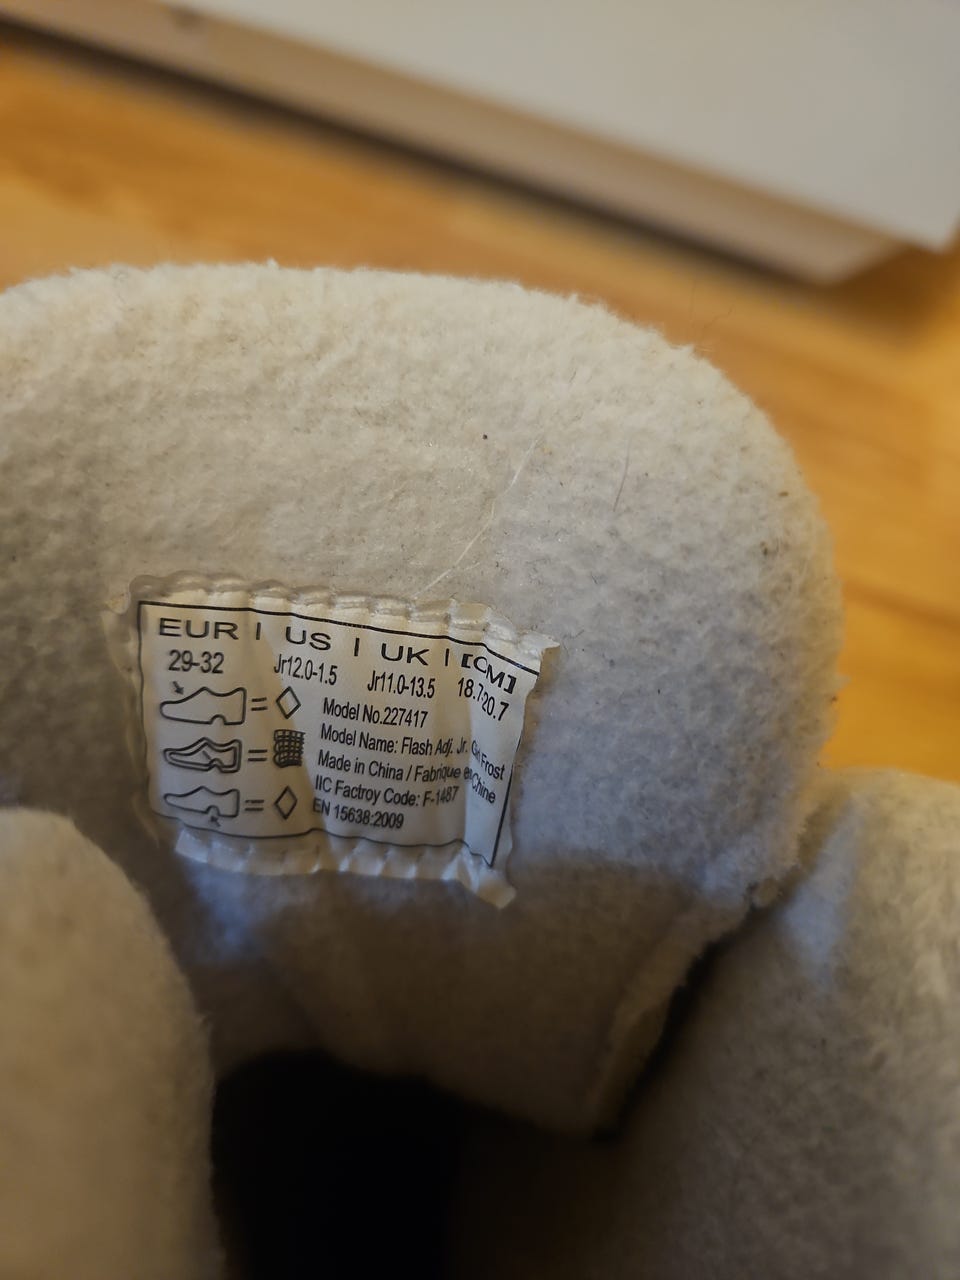 EUR | US | UK | [CM]
29-32 Jr12.0-1.5 Jr11.0-13.5 18.7-20.7
Model No.227417
Model Name: Flash Adj. Jr. Girl Frost
Made in China / Fabriqué en Chine
IIC Factroy Code: F-1487
EN 15638:2009